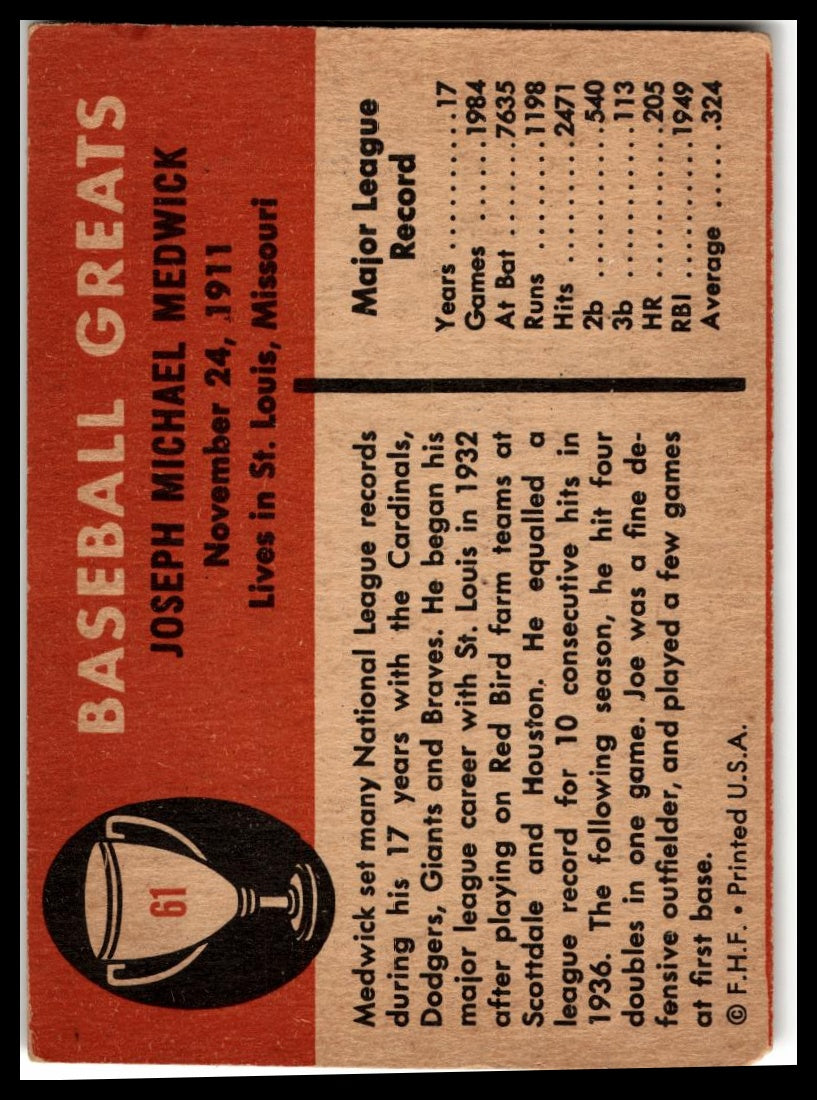 61
BASEBALL GREATS
JOSEPH MICHAEL MEDWICK
November 24, 1911
Lives in St. Louis, Missouri
Medwick set many National League records
during his 17 years with the Cardinals,
Dodgers, Giants and Braves. He began his
major league career with St. Louis in 1932
after playing on Red Bird farm teams at
Scottdale and Houston. He equalled a
league record for 10 consecutive hits in
1936. The following season, he hit four
doubles in one game. Joe was a fine de-
fensive outfielder, and played a few games
at first base.
© F.H.F. • Printed U.S.A.
Major League
Record
Years ..........17
Games .......1984
At Bat .......7635
Runs ........1198
Hits .........2471
2b ...........540
3b ...........113
HR ..........205
RBI .........1949
Average .....324